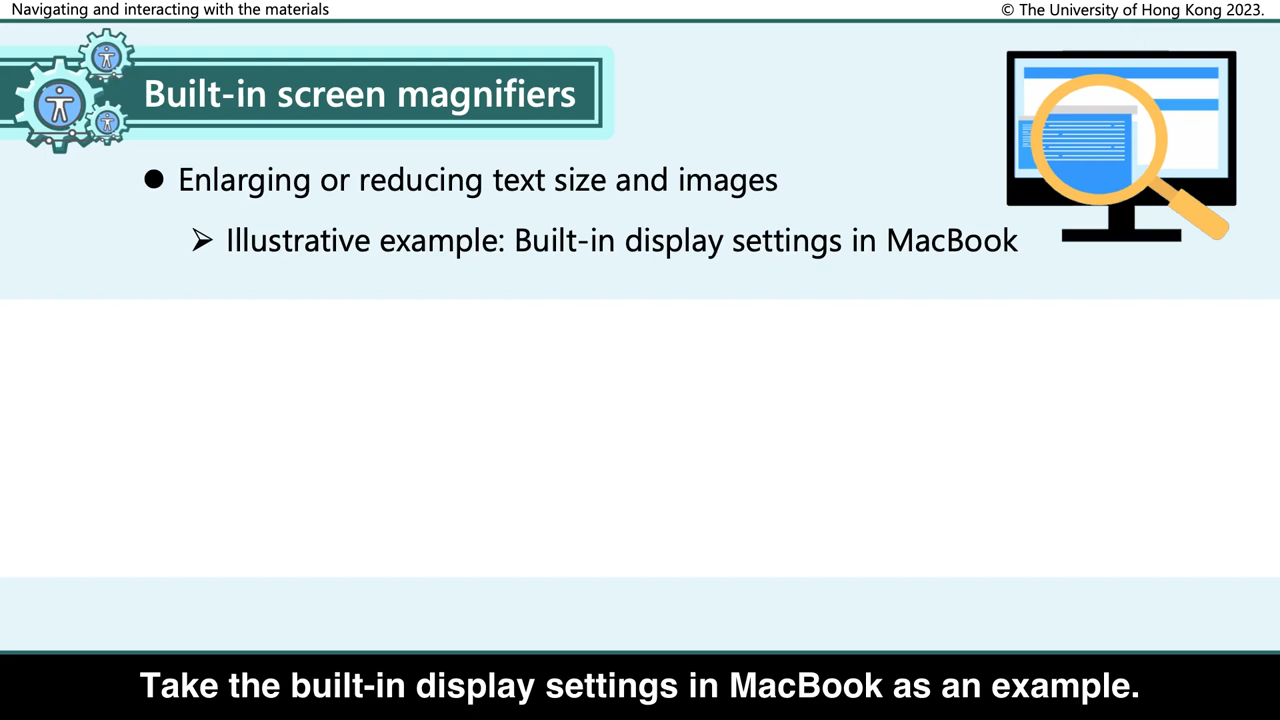 Navigating and interacting with the materials
© The University of Hong Kong 2023.
Built-in screen magnifiers
● Enlarging or reducing text size and images
➢ Illustrative example: Built-in display settings in MacBook
Take the built-in display settings in MacBook as an example.